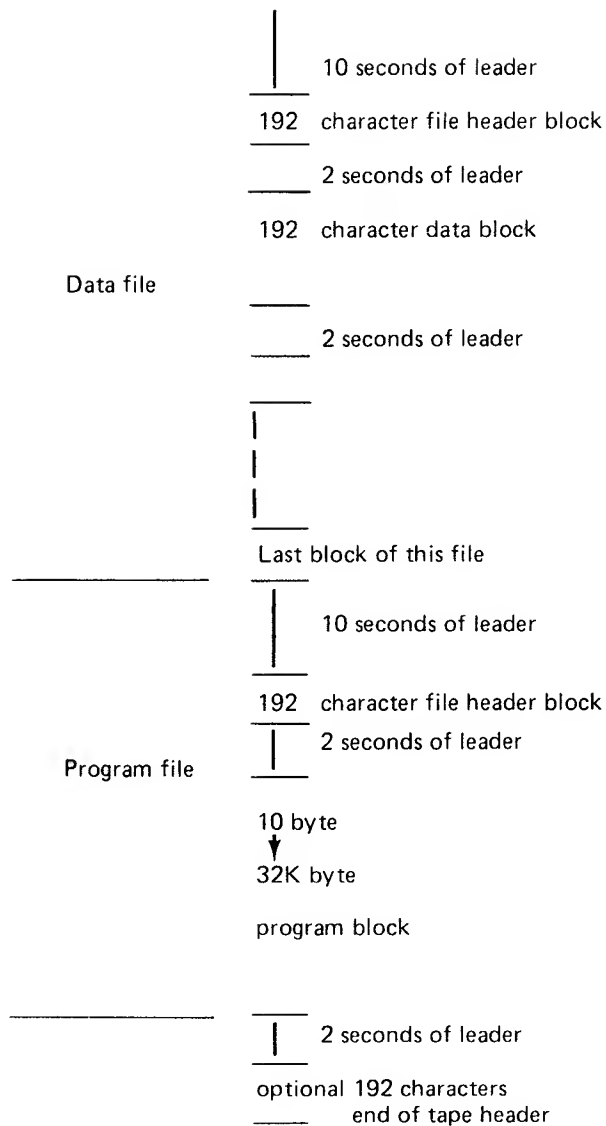 10 seconds of leader
192 character file header block
2 seconds of leader
192 character data block
Data file
2 seconds of leader
Last block of this file
10 seconds of leader
192 character file header block
2 seconds of leader
Program file
10 byte
32K byte
program block
2 seconds of leader
optional 192 characters
end of tape header